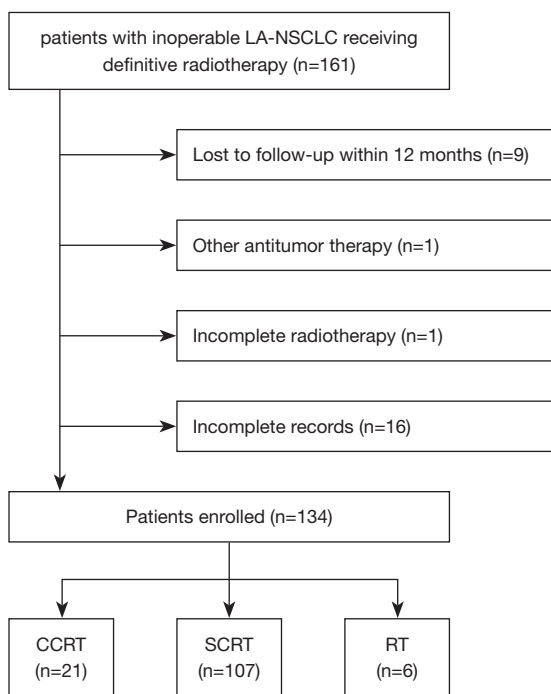 patients with inoperable LA-NSCLC receiving
definitive radiotherapy (n=161)
Lost to follow-up within 12 months (n=9)
Other antitumor therapy (n=1)
Incomplete radiotherapy (n=1)
Incomplete records (n=16)
Patients enrolled (n=134)
CCRT
(n=21)
SCRT
(n=107)
RT
(n=6)